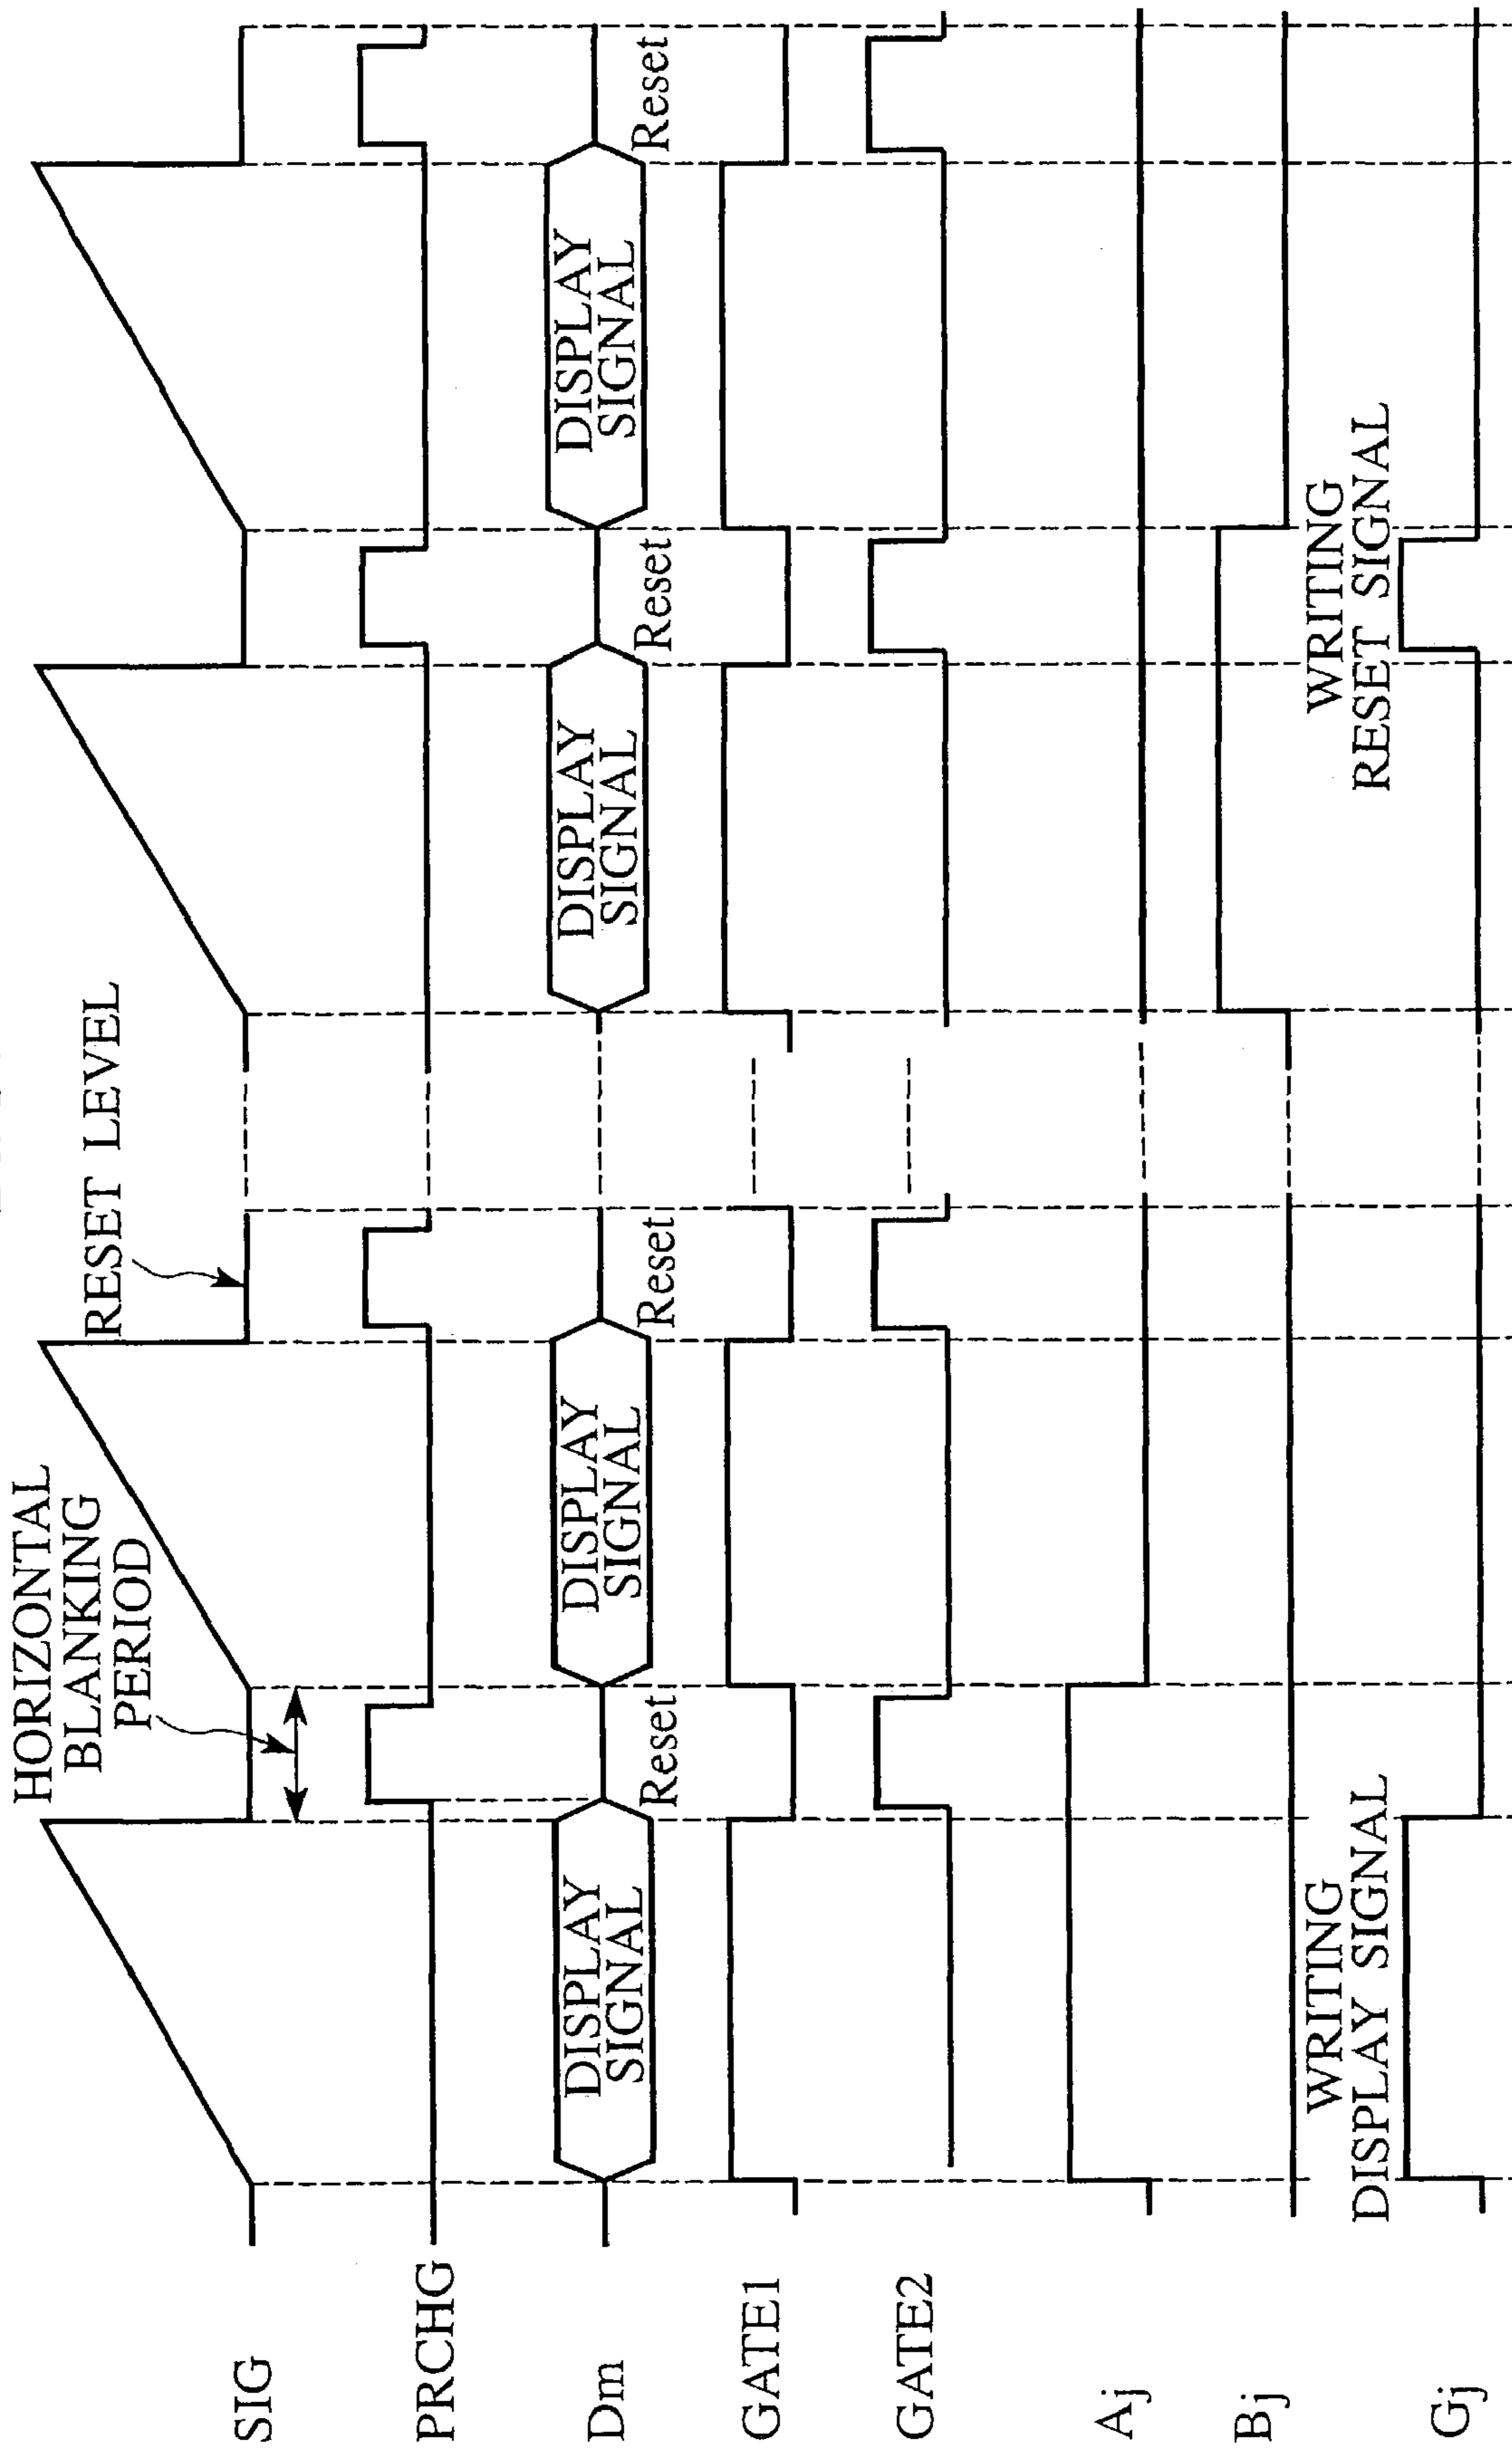 HORIZONTAL
BLANKING
PERIOD
RESET LEVEL
SIG
PRCHG
Dm
DISPLAY
SIGNAL
Reset
DISPLAY
SIGNAL
Reset
DISPLAY
SIGNAL
Reset
DISPLAY
SIGNAL
Reset
GATE1
GATE2
Aj
Bj
WRITING
DISPLAY SIGNAL
WRITING
RESET SIGNAL
Gj